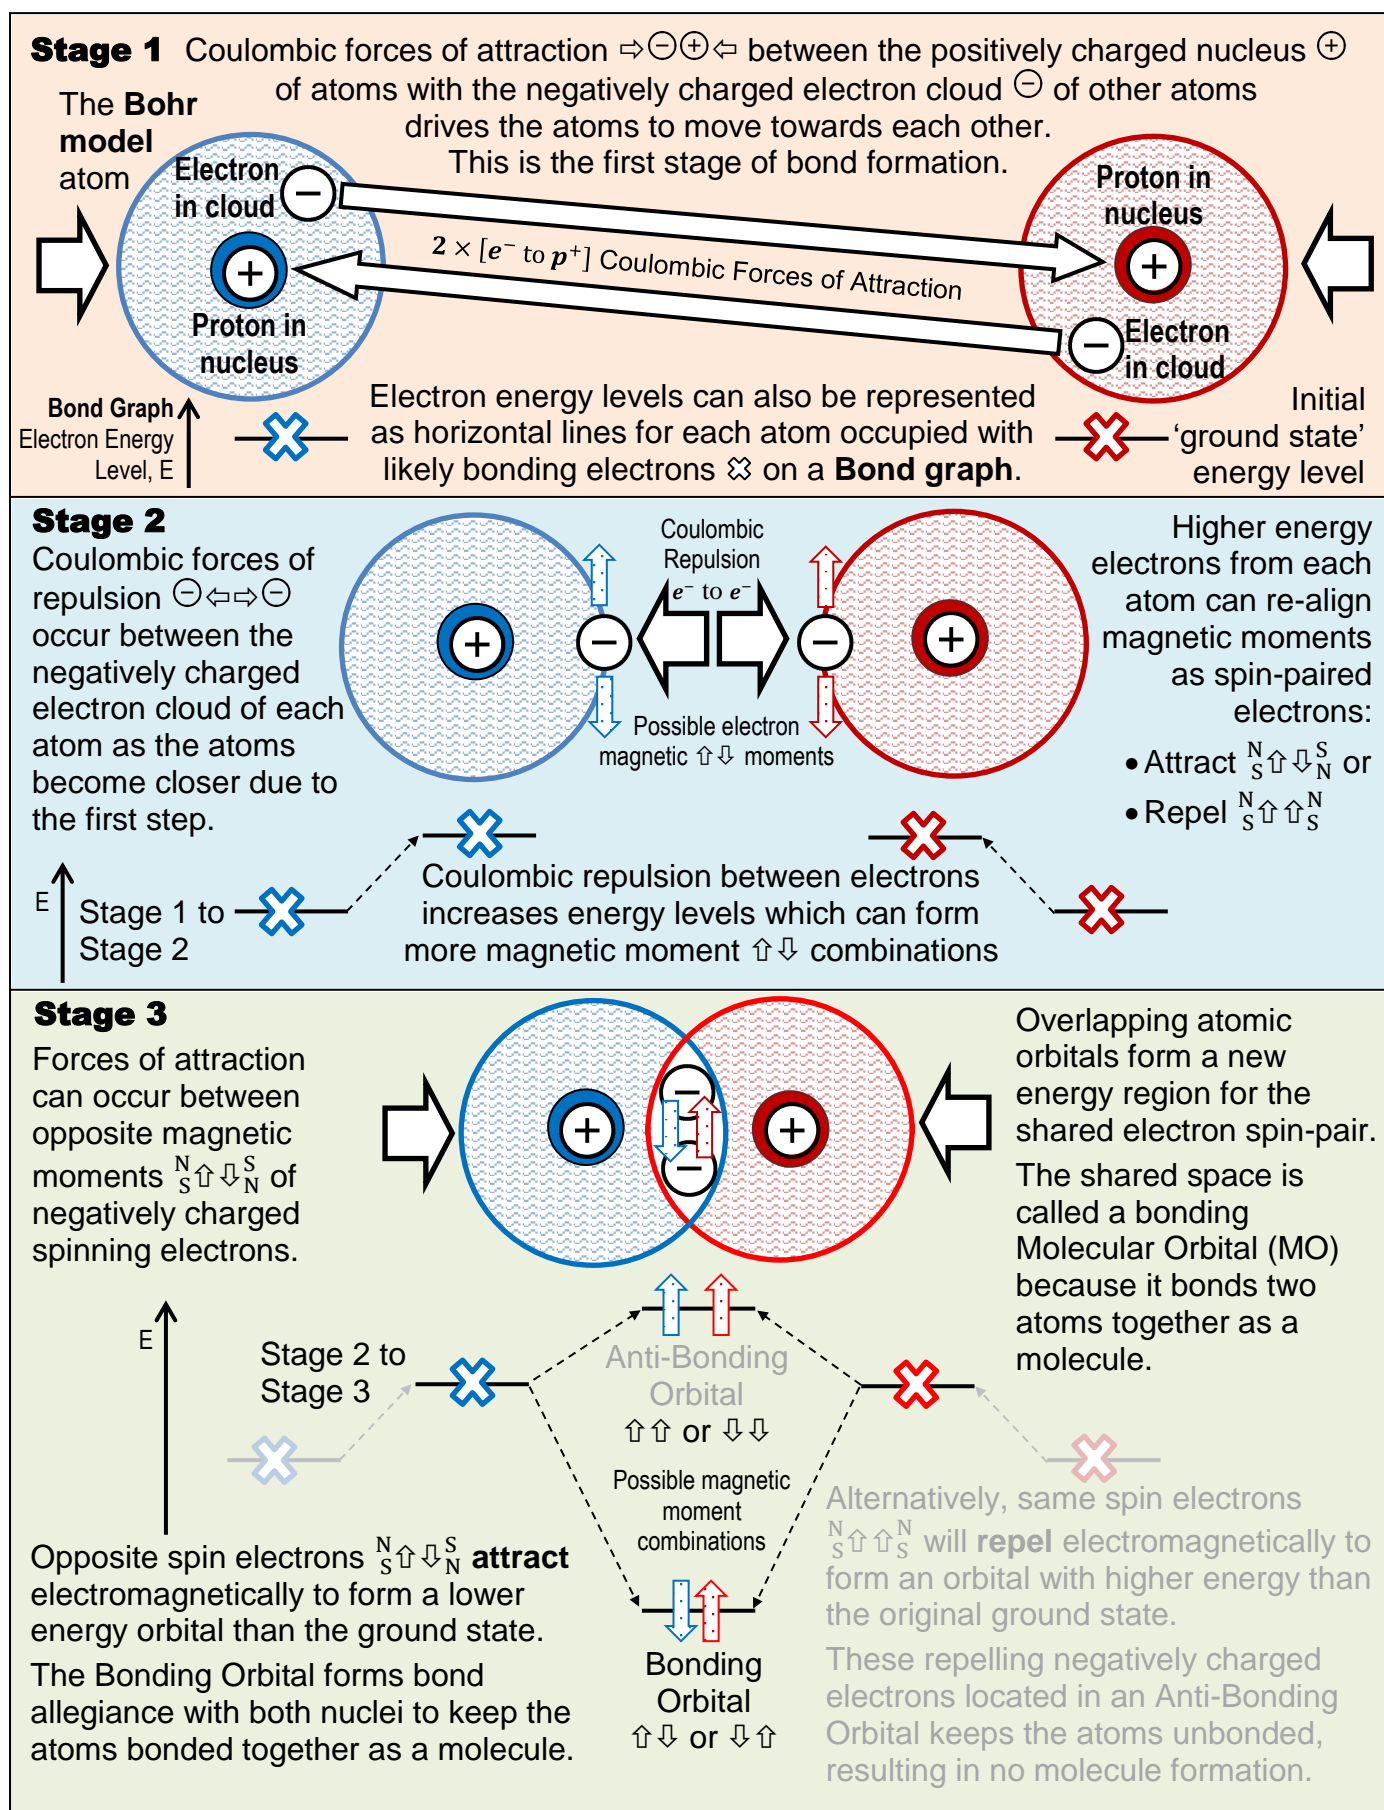 Stage 1 Coulombic forces of attraction ⇨⊖⊕⇦ between the positively charged nucleus ⊕
of atoms with the negatively charged electron cloud ⊖ of other atoms
drives the atoms to move towards each other.
This is the first stage of bond formation.
The Bohr
model
atom
Electron
in cloud
−
+
Proton in
nucleus
2 × [e⁻ to p⁺] Coulombic Forces of Attraction
Proton in
nucleus
+
−
Electron
in cloud
Bond Graph
Electron Energy
Level, E
Electron energy levels can also be represented
as horizontal lines for each atom occupied with
likely bonding electrons ✖ on a Bond graph.
Initial
‘ground state’
energy level
Stage 2
Coulombic forces of
repulsion ⊖⇦⇨⊖
occur between the
negatively charged
electron cloud of each
atom as the atoms
become closer due to
the first step.
+
−
Coulombic
Repulsion
e⁻ to e⁻
−
+
Possible electron
magnetic ⇧⇩ moments
Higher energy
electrons from each
atom can re-align
magnetic moments
as spin-paired
electrons:
• Attract N S ⇧⇩ S N or
• Repel N S ⇧⇧ N S
E
Stage 1 to
Stage 2
Coulombic repulsion between electrons
increases energy levels which can form
more magnetic moment ⇧⇩ combinations
Stage 3
Forces of attraction
can occur between
opposite magnetic
moments N S ⇧⇩ S N of
negatively charged
spinning electrons.
+
−
−
+
Overlapping atomic
orbitals form a new
energy region for the
shared electron spin-pair.
The shared space is
called a bonding
Molecular Orbital (MO)
because it bonds two
atoms together as a
molecule.
E
Stage 2 to
Stage 3
Anti-Bonding
Orbital
⇧⇧ or ⇩⇩
Possible magnetic
moment
combinations
Opposite spin electrons N S ⇧⇩ S N attract
electromagnetically to form a lower
energy orbital than the ground state.
The Bonding Orbital forms bond
allegiance with both nuclei to keep the
atoms bonded together as a molecule.
Bonding
Orbital
⇧⇩ or ⇩⇧
Alternatively, same spin electrons
N S ⇧⇧ N S will repel electromagnetically to
form an orbital with higher energy than
the original ground state.
These repelling negatively charged
electrons located in an Anti-Bonding
Orbital keeps the atoms unbonded,
resulting in no molecule formation.